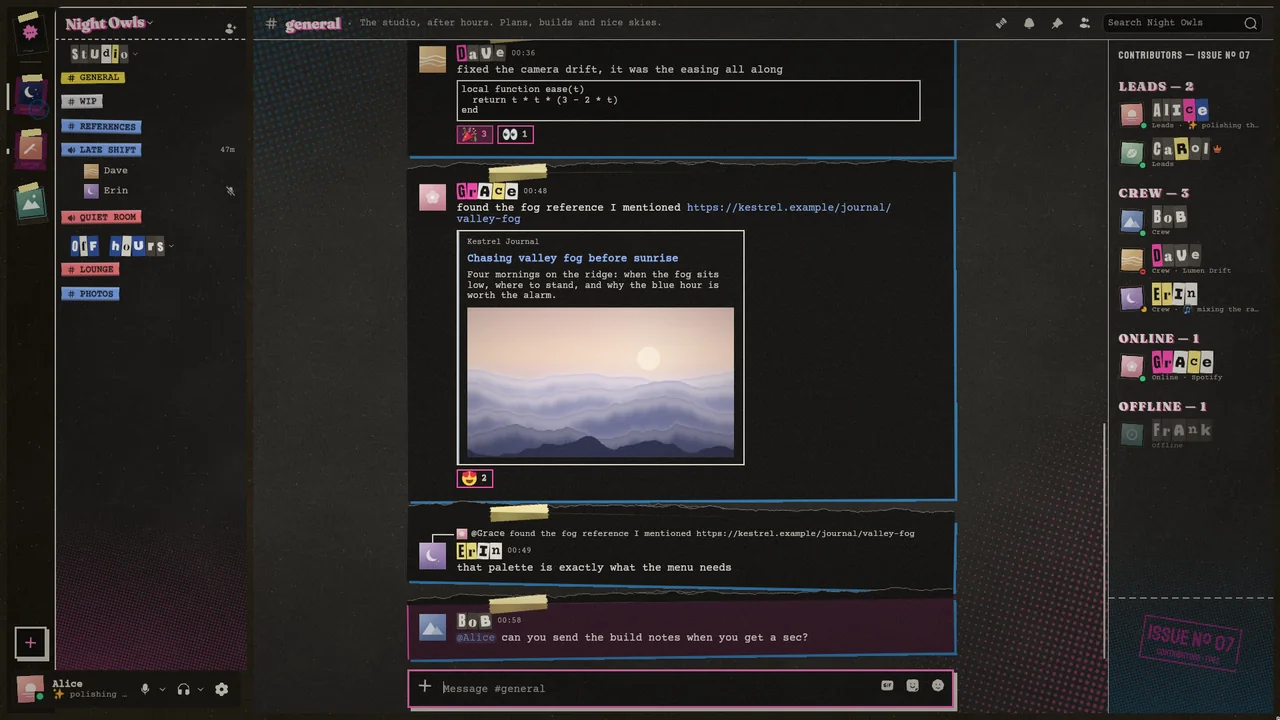 Night Owls
Studio
# GENERAL
# WIP
# REFERENCES
LATE SHIFT 47m
Dave
Erin
QUIET ROOM
Off hours
# LOUNGE
# PHOTOS
Alice
✨ polishing …
# general · The studio, after hours. Plans, builds and nice skies.
Search Night Owls
Dave 00:36
fixed the camera drift, it was the easing all along
local function ease(t)
return t * t * (3 - 2 * t)
end
🎉 3 👀 1
Grace 00:48
found the fog reference I mentioned https://kestrel.example/journal/
valley-fog
Kestrel Journal
Chasing valley fog before sunrise
Four mornings on the ridge: when the fog sits
low, where to stand, and why the blue hour is
worth the alarm.
😍 2
@Grace found the fog reference I mentioned https://kestrel.example/journal/valley-fog
Erin 00:49
that palette is exactly what the menu needs
Bob 00:58
@Alice can you send the build notes when you get a sec?
Message #general
GIF
CONTRIBUTORS — ISSUE Nº 07
LEADS — 2
Alice
Leads · ✨ polishing th…
Carol
Leads
CREW — 3
Bob
Crew
Dave
Crew · Lumen Drift
Erin
Crew · 🎵 mixing the ra…
ONLINE — 1
Grace
Online · Spotify
OFFLINE — 1
Frank
Offline
ISSUE Nº 07